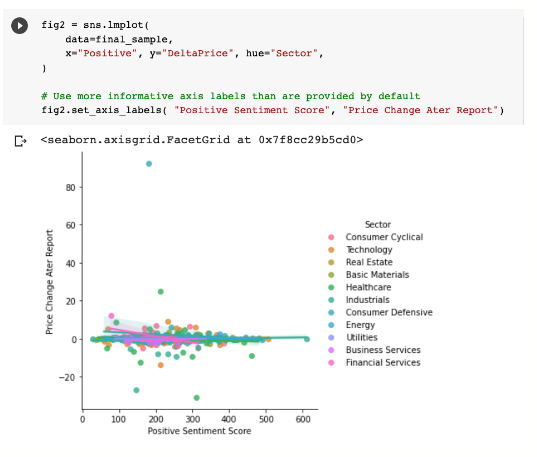 fig2 = sns.lmplot(
data=final_sample,
x="Positive", y="DeltaPrice", hue="Sector",
)
# Use more informative axis labels than are provided by default
fig2.set_axis_labels( "Positive Sentiment Score", "Price Change Ater Report")
<seaborn.axisgrid.FacetGrid at 0x7f8cc29b5cd0>
80
60
40
20
0
−20
Price Change Ater Report
0 100 200 300 400 500 600
Positive Sentiment Score
Sector
Consumer Cyclical
Technology
Real Estate
Basic Materials
Healthcare
Industrials
Consumer Defensive
Energy
Utilities
Business Services
Financial Services